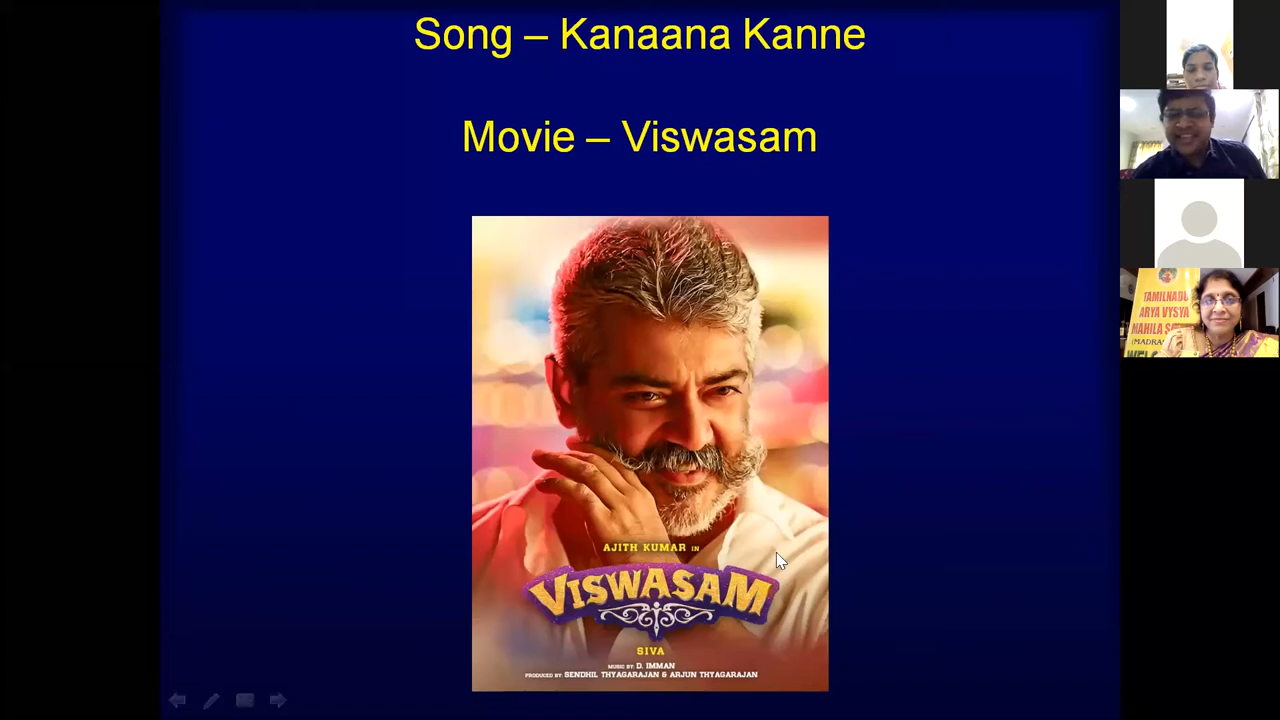 Song – Kanaana Kanne
Movie – Viswasam
AJITH KUMAR IN
VISWASAM
SIVA
MUSIC BY: D. IMMAN
PRODUCED BY: SENDHIL THYAGARAJAN & ARJUN THYAGARAJAN
TAMILNADU
ARYA VYSYA
MAHILA
(MADRA